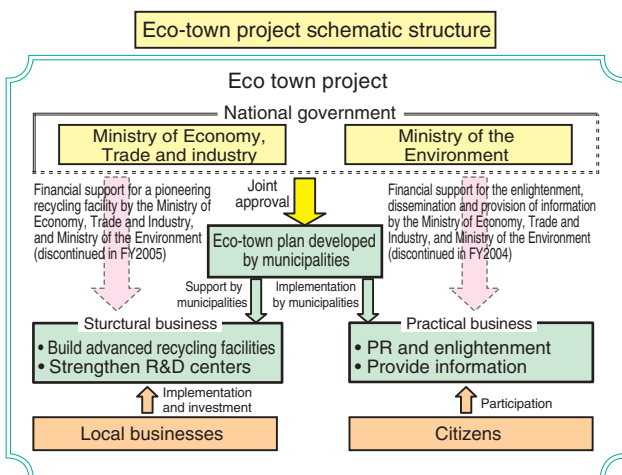 Eco-town project schematic structure
Eco town project
National government
Ministry of Economy,
Trade and industry
Ministry of the
Environment
Financial support for a pioneering
recycling facility by the Ministry of
Economy, Trade and Industry,
and Ministry of the Environment
(discontinued in FY2005)
Joint
approval
Financial support for the enlightenment,
dissemination and provision of information
by the Ministry of Economy, Trade and
Industry, and Ministry of the Environment
(discontinued in FY2004)
Eco-town plan developed
by municipalities
Support by
municipalities
Implementation
by municipalities
Sturctural business
• Build advanced recycling facilities
• Strengthen R&D centers
Practical business
• PR and enlightenment
• Provide information
Implementation
and investment
Participation
Local businesses
Citizens